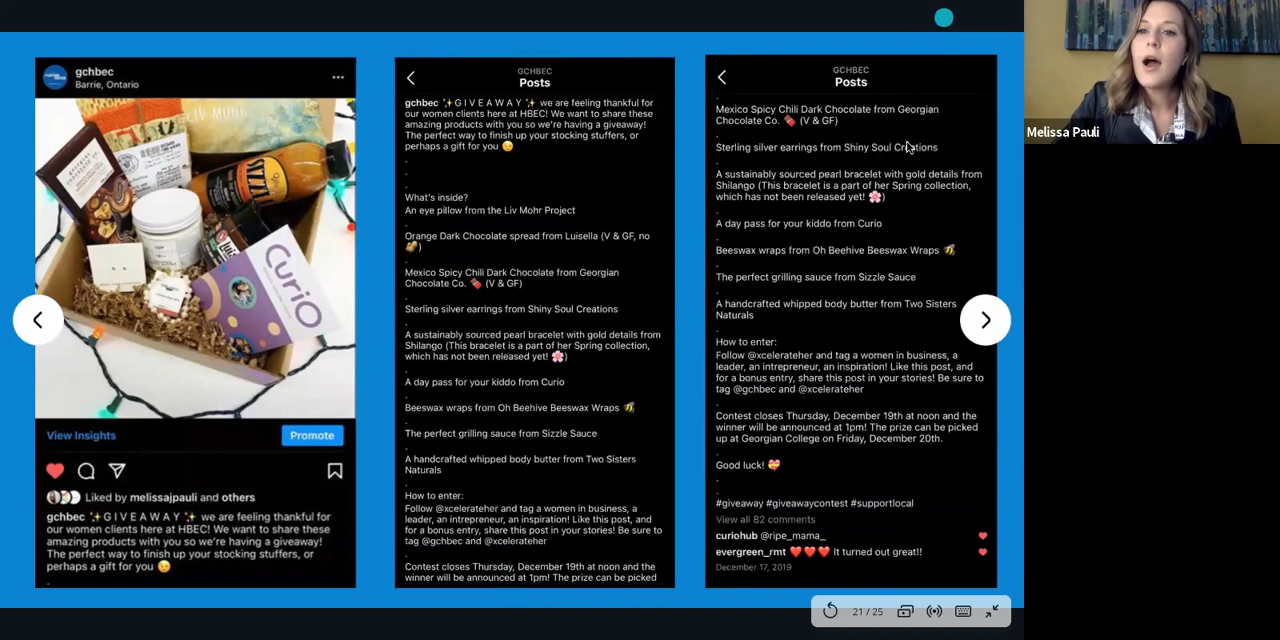 gchbec
Barrie, Ontario
LIV MOHR
SIZZLE
Curio
View Insights
Promote
Liked by melissajpauli and others
gchbec ✨G I V E A W A Y ✨ we are feeling thankful for
our women clients here at HBEC! We want to share these
amazing products with you so we're having a giveaway!
The perfect way to finish up your stocking stuffers, or
perhaps a gift for you 😉
.
GCHBEC
Posts
gchbec ✨G I V E A W A Y ✨ we are feeling thankful for
our women clients here at HBEC! We want to share these
amazing products with you so we're having a giveaway!
The perfect way to finish up your stocking stuffers, or
perhaps a gift for you 😉
.
.
.
What's inside?
An eye pillow from the Liv Mohr Project
.
Orange Dark Chocolate spread from Luisella (V & GF, no
🥜)
.
Mexico Spicy Chili Dark Chocolate from Georgian
Chocolate Co. 🍫 (V & GF)
.
Sterling silver earrings from Shiny Soul Creations
.
A sustainably sourced pearl bracelet with gold details from
Shilango (This bracelet is a part of her Spring collection,
which has not been released yet! 🌸)
.
A day pass for your kiddo from Curio
.
Beeswax wraps from Oh Beehive Beeswax Wraps 🐝
.
The perfect grilling sauce from Sizzle Sauce
.
A handcrafted whipped body butter from Two Sisters
Naturals
.
How to enter:
Follow @xcelerateher and tag a women in business, a
leader, an intrepreneur, an inspiration! Like this post, and
for a bonus entry, share this post in your stories! Be sure to
tag @gchbec and @xcelerateher
.
Contest closes Thursday, December 19th at noon and the
winner will be announced at 1pm! The prize can be picked
GCHBEC
Posts
.
Mexico Spicy Chili Dark Chocolate from Georgian
Chocolate Co. 🍫 (V & GF)
.
Sterling silver earrings from Shiny Soul Creations
.
A sustainably sourced pearl bracelet with gold details from
Shilango (This bracelet is a part of her Spring collection,
which has not been released yet! 🌸)
.
A day pass for your kiddo from Curio
.
Beeswax wraps from Oh Beehive Beeswax Wraps 🐝
.
The perfect grilling sauce from Sizzle Sauce
.
A handcrafted whipped body butter from Two Sisters
Naturals
.
How to enter:
Follow @xcelerateher and tag a women in business, a
leader, an intrepreneur, an inspiration! Like this post, and
for a bonus entry, share this post in your stories! Be sure to
tag @gchbec and @xcelerateher
.
Contest closes Thursday, December 19th at noon and the
winner will be announced at 1pm! The prize can be picked
up at Georgian College on Friday, December 20th.
.
Good luck! 💝
.
.
#giveaway #giveawaycontest #supportlocal
View all 82 comments
curiohub @ripe_mama_
evergreen_rmt ❤️❤️❤️ It turned out great!!
December 17, 2019
21 / 25
Melissa Pauli